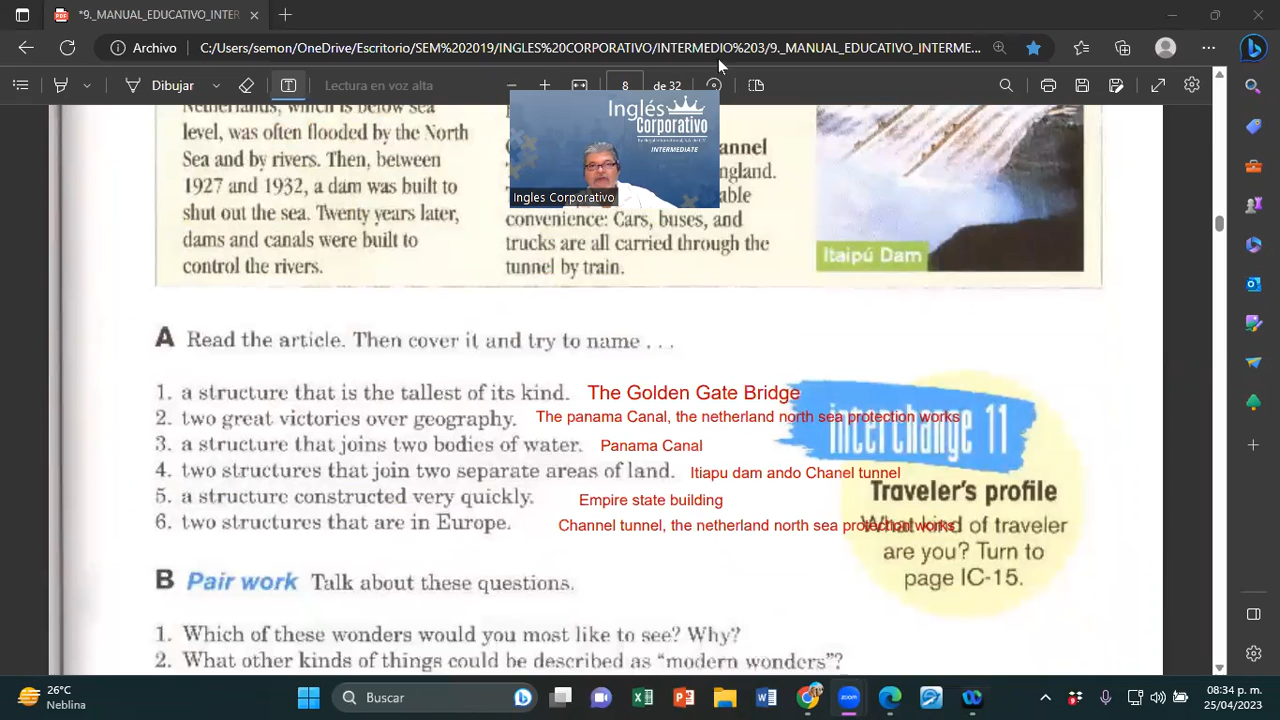 *9._MANUAL_EDUCATIVO_INTER
Archivo
C:/Users/semon/OneDrive/Escritorio/SEM%202019/INGLES%20CORPORATIVO/INTERMEDIO%203/9._MANUAL_EDUCATIVO_INTERME...
Dibujar
Lectura en voz alta
8
de 32
level, was often flooded by the North
Sea and by rivers. Then, between
1927 and 1932, a dam was built to
shut out the sea. Twenty years later,
dams and canals were built to
control the rivers.
Inglés
Corporativo
INTERMEDIATE
Ingles Corporativo
convenience: Cars, buses, and
trucks are all carried through the
tunnel by train.
Itaipú Dam
A Read the article. Then cover it and try to name . . .
1. a structure that is the tallest of its kind. The Golden Gate Bridge
2. two great victories over geography. The panama Canal, the netherland north sea protection works
3. a structure that joins two bodies of water. Panama Canal
4. two structures that join two separate areas of land. Itiapu dam ando Chanel tunnel
5. a structure constructed very quickly. Empire state building
6. two structures that are in Europe. Channel tunnel, the netherland north sea protection works
interchange 11
Traveler's profile
What kind of traveler
are you? Turn to
page IC-15.
B Pair work Talk about these questions.
1. Which of these wonders would you most like to see? Why?
2. What other kinds of things could be described as “modern wonders”?
26°C
Neblina
Buscar
08:34 p. m.
25/04/2023